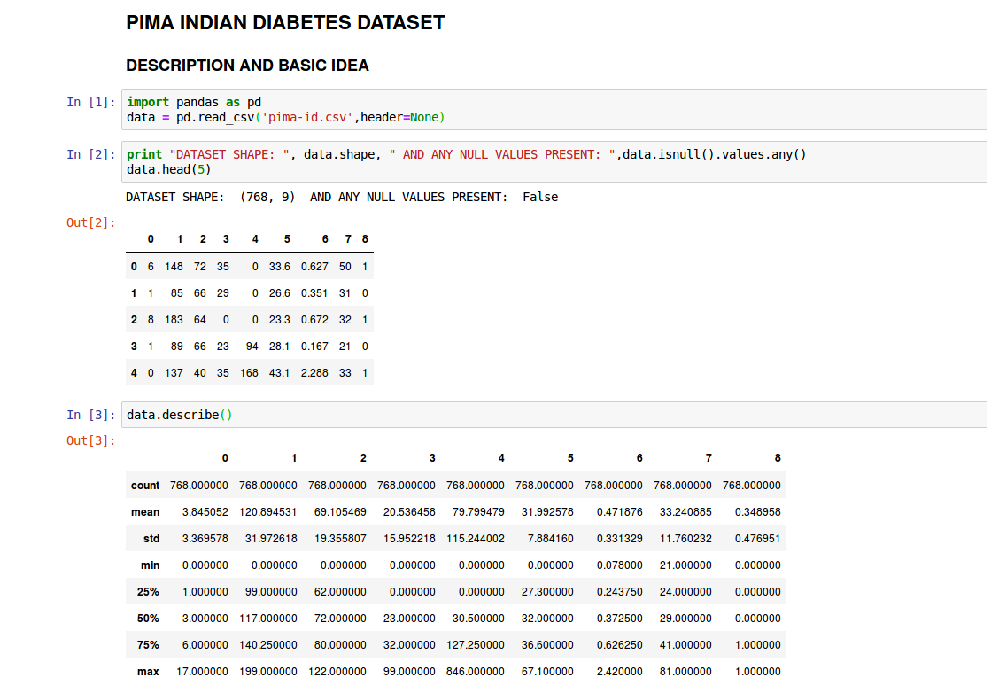 PIMA INDIAN DIABETES DATASET
DESCRIPTION AND BASIC IDEA
In [1]: import pandas as pd
data = pd.read_csv('pima-id.csv',header=None)
In [2]: print "DATASET SHAPE: ", data.shape, " AND ANY NULL VALUES PRESENT: ",data.isnull().values.any()
data.head(5)
DATASET SHAPE:  (768, 9)  AND ANY NULL VALUES PRESENT:  False
Out[2]:
0 1 2 3 4 5 6 7 8
0 6 148 72 35 0 33.6 0.627 50 1
1 1 85 66 29 0 26.6 0.351 31 0
2 8 183 64 0 0 23.3 0.672 32 1
3 1 89 66 23 94 28.1 0.167 21 0
4 0 137 40 35 168 43.1 2.288 33 1
In [3]: data.describe()
Out[3]:
0 1 2 3 4 5 6 7 8
count 768.000000 768.000000 768.000000 768.000000 768.000000 768.000000 768.000000 768.000000 768.000000
mean 3.845052 120.894531 69.105469 20.536458 79.799479 31.992578 0.471876 33.240885 0.348958
std 3.369578 31.972618 19.355807 15.952218 115.244002 7.884160 0.331329 11.760232 0.476951
min 0.000000 0.000000 0.000000 0.000000 0.000000 0.000000 0.078000 21.000000 0.000000
25% 1.000000 99.000000 62.000000 0.000000 0.000000 27.300000 0.243750 24.000000 0.000000
50% 3.000000 117.000000 72.000000 23.000000 30.500000 32.000000 0.372500 29.000000 0.000000
75% 6.000000 140.250000 80.000000 32.000000 127.250000 36.600000 0.626250 41.000000 1.000000
max 17.000000 199.000000 122.000000 99.000000 846.000000 67.100000 2.420000 81.000000 1.000000